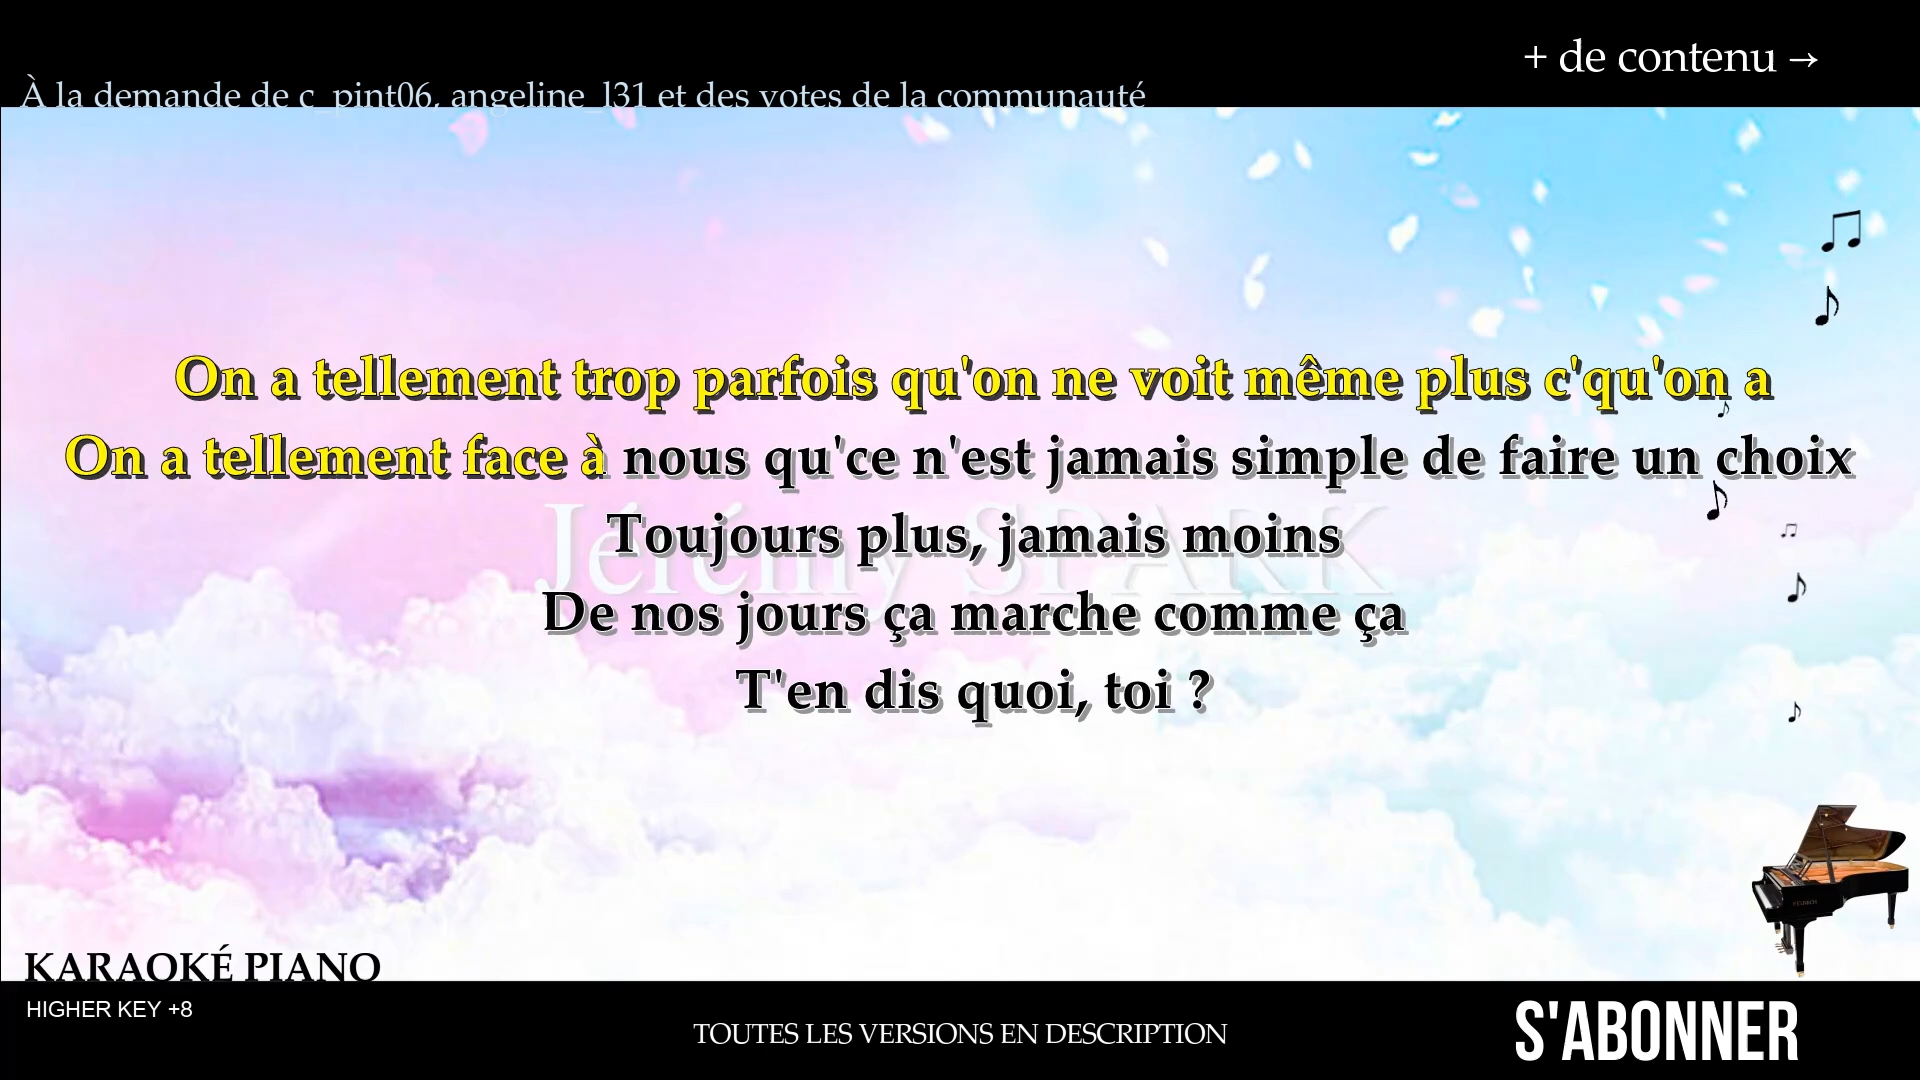 + de contenu →
À la demande de c_pint06, angeline_l31 et des votes de la communauté
On a tellement trop parfois qu'on ne voit même plus c'qu'on a
On a tellement face à nous qu'ce n'est jamais simple de faire un choix
Jérémy SPARK
Toujours plus, jamais moins
De nos jours ça marche comme ça
T'en dis quoi, toi ?
KARAOKÉ PIANO
HIGHER KEY +8
TOUTES LES VERSIONS EN DESCRIPTION
S'ABONNER